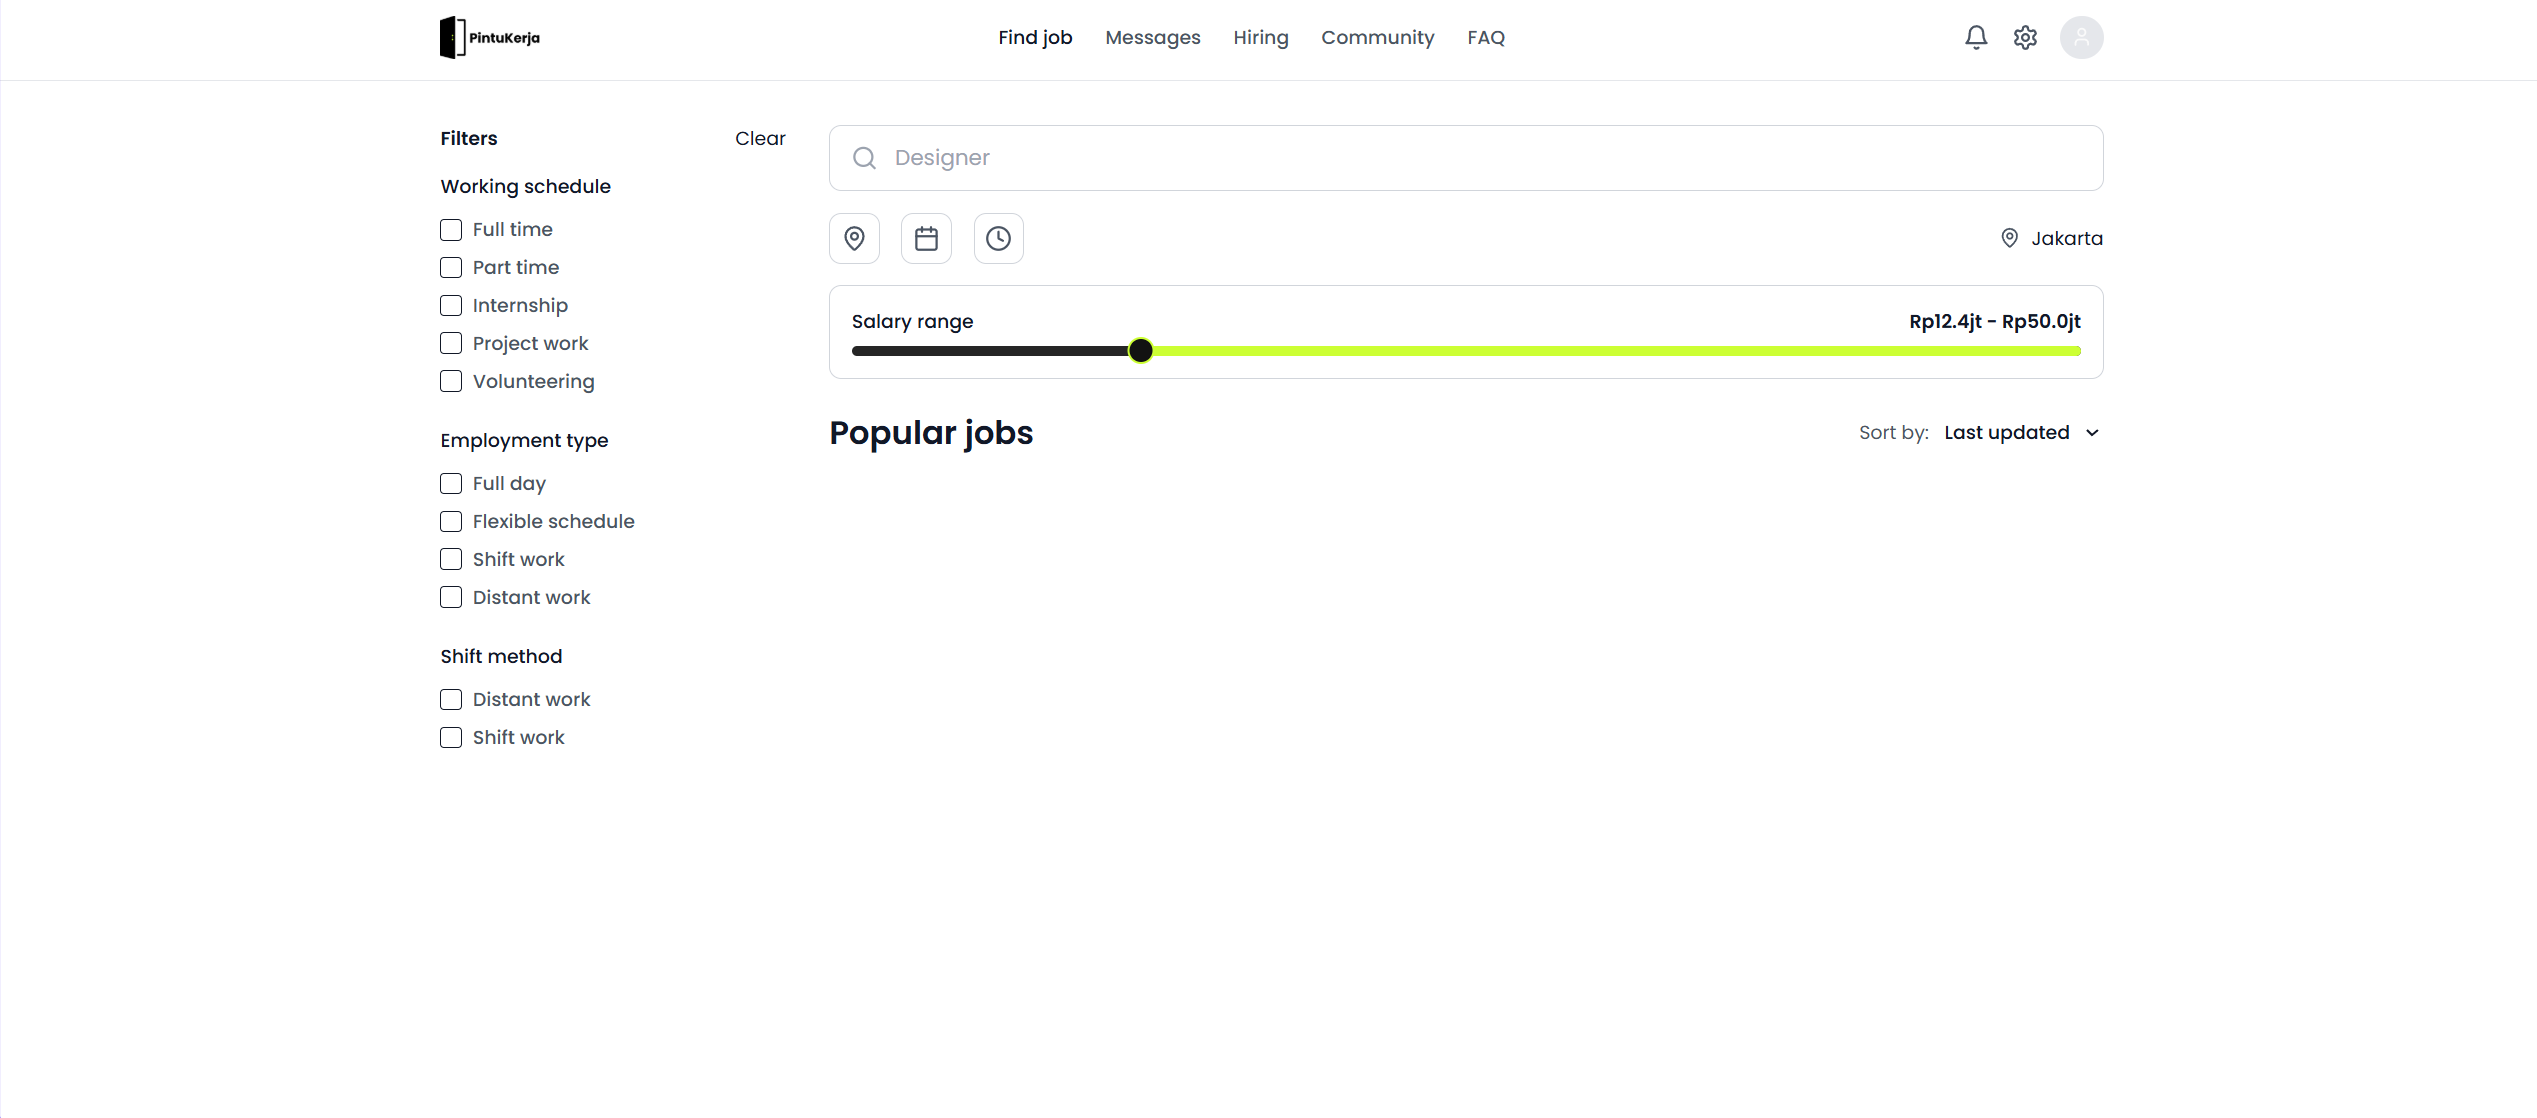 PintuKerja
Find job
Messages
Hiring
Community
FAQ
Filters
Clear
Working schedule
Full time
Part time
Internship
Project work
Volunteering
Employment type
Full day
Flexible schedule
Shift work
Distant work
Shift method
Distant work
Shift work
Designer
Jakarta
Salary range
Rp12.4jt - Rp50.0jt
Popular jobs
Sort by: Last updated